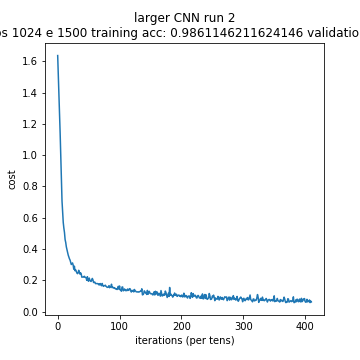 larger CNN run 2
os 1024 e 1500 training acc: 0.9861146211624146 validatio
1.6
1.4
1.2
1.0
0.8
0.6
0.4
0.2
0.0
cost
0 100 200 300 400
iterations (per tens)